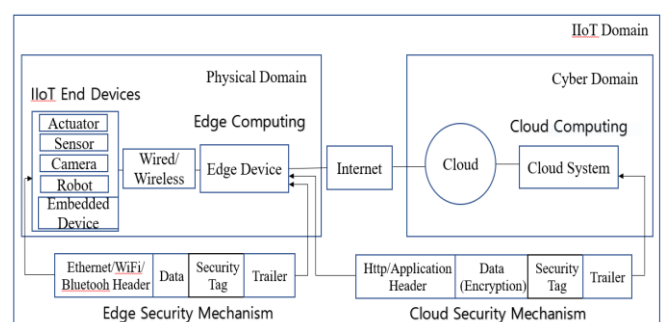 IIoT Domain
Physical Domain
Cyber Domain
IIoT End Devices
Actuator
Sensor
Camera
Robot
Embedded
Device
Wired/
Wireless
Edge Computing
Edge Device
Internet
Cloud
Cloud Computing
Cloud System
Ethernet/WiFi/
Bluetooh Header
Data
Security
Tag
Trailer
Edge Security Mechanism
Http/Application
Header
Data
(Encryption)
Security
Tag
Trailer
Cloud Security Mechanism